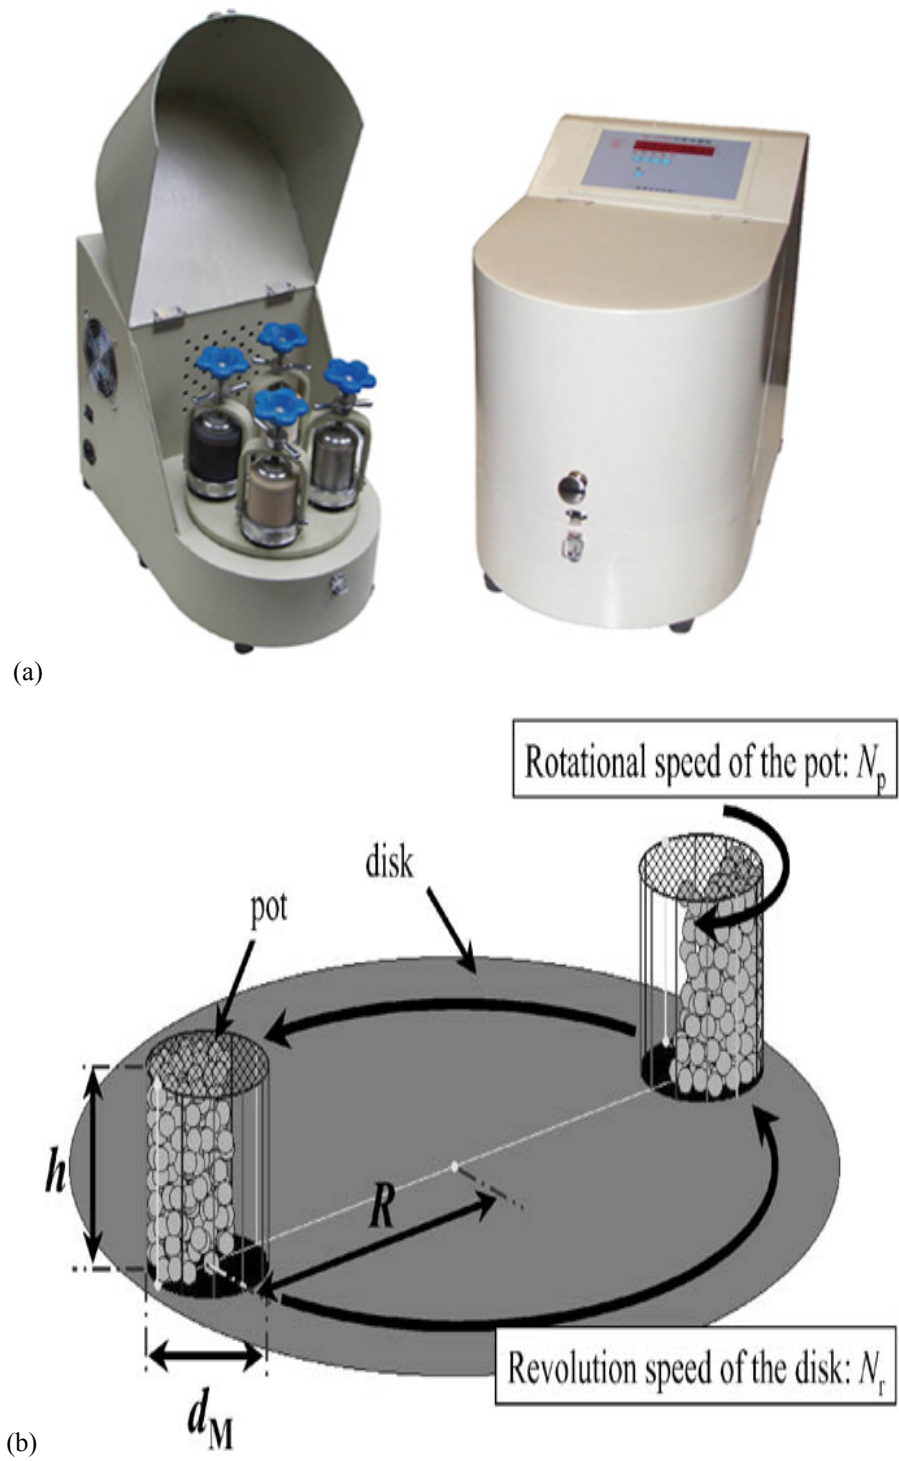 (a)
Rotational speed of the pot: Np
disk
pot
h
R
Revolution speed of the disk: Nr
dM
(b)